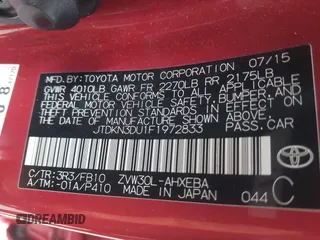 MFD. BY: TOYOTA MOTOR CORPORATION 07/15
GVWR 4010LB GAWR FR 2270LB RR 2175LB
THIS VEHICLE CONFORMS TO ALL APPLICABLE
FEDERAL MOTOR VEHICLE SAFETY, BUMPER, AND
THEFT PREVENTION STANDARDS IN EFFECT ON
THE DATE OF MANUFACTURE SHOWN ABOVE.
JTDKN3DU1F1972833 PASS. CAR
C/TR: 3R3/FB10 ZVW30L-AHXEBA
A/TM: -01A/P410
MADE IN JAPAN
044 C
TOYOTA
DREAMBID